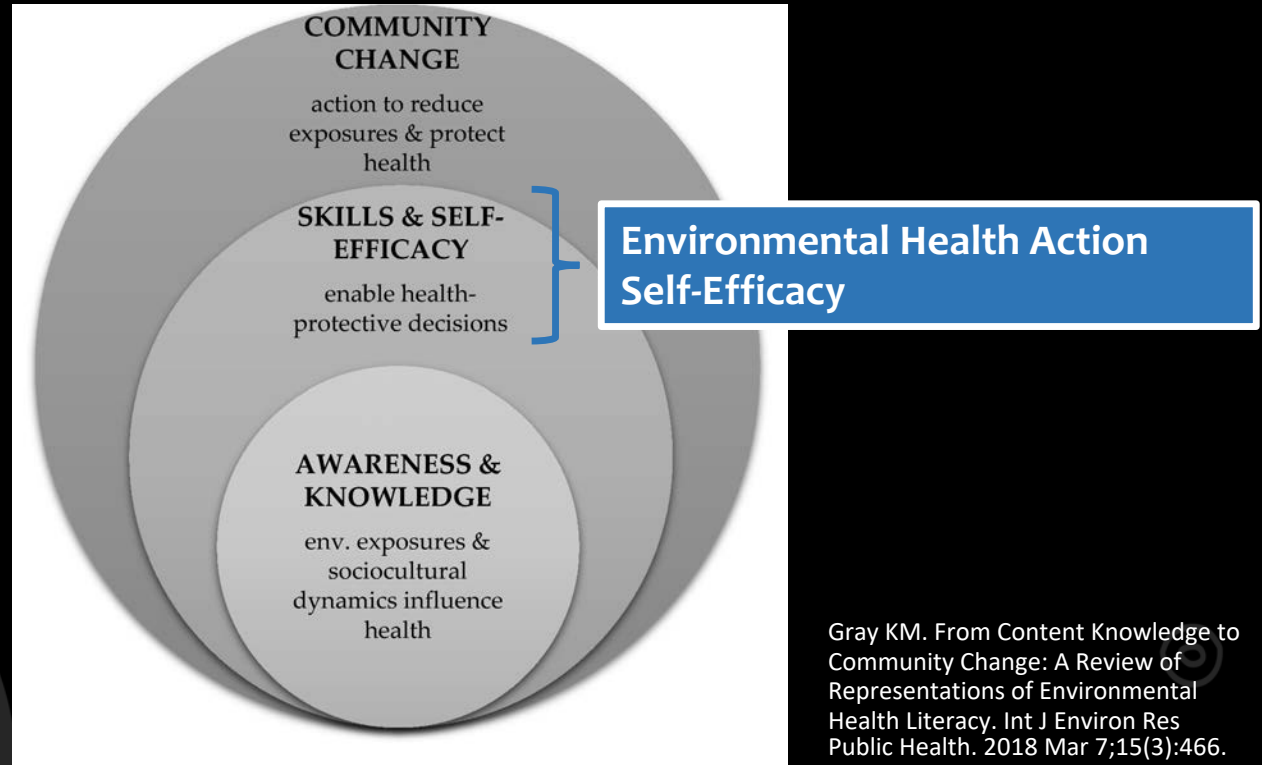 COMMUNITY
CHANGE
action to reduce
exposures & protect
health
SKILLS & SELF-
EFFICACY
enable health-
protective decisions
AWARENESS &
KNOWLEDGE
env. exposures &
sociocultural
dynamics influence
health
Environmental Health Action
Self-Efficacy
Gray KM. From Content Knowledge to
Community Change: A Review of
Representations of Environmental
Health Literacy. Int J Environ Res
Public Health. 2018 Mar 7;15(3):466.